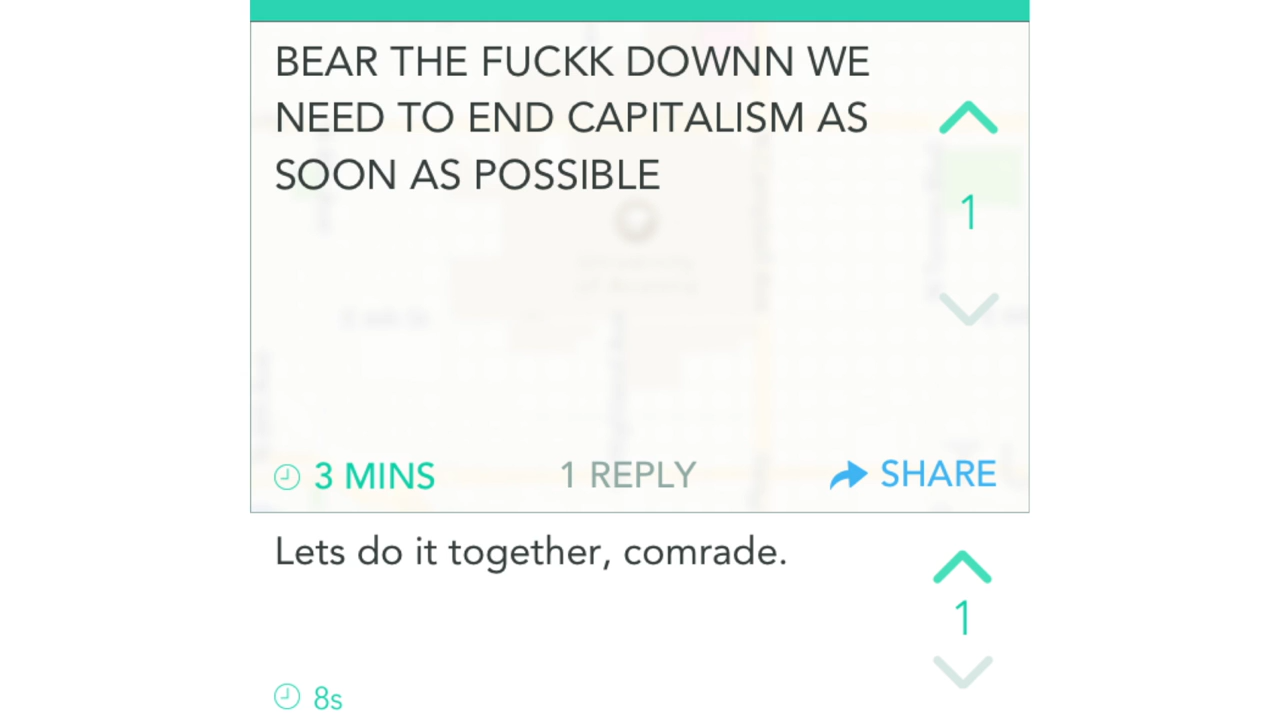 BEAR THE FUCKK DOWNN WE
NEED TO END CAPITALISM AS
SOON AS POSSIBLE
1
3 MINS
1 REPLY
SHARE
Lets do it together, comrade.
1
8s